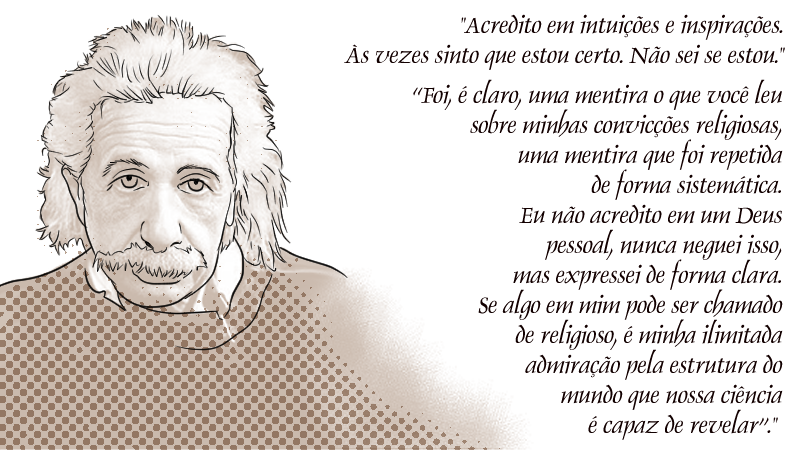 "Acredito em intuições e inspirações.
Às vezes sinto que estou certo. Não sei se estou."
“Foi, é claro, uma mentira o que você leu
sobre minhas convicções religiosas,
uma mentira que foi repetida
de forma sistemática.
Eu não acredito em um Deus
pessoal, nunca neguei isso,
mas expressei de forma clara.
Se algo em mim pode ser chamado
de religioso, é minha ilimitada
admiração pela estrutura do
mundo que nossa ciência
é capaz de revelar”."